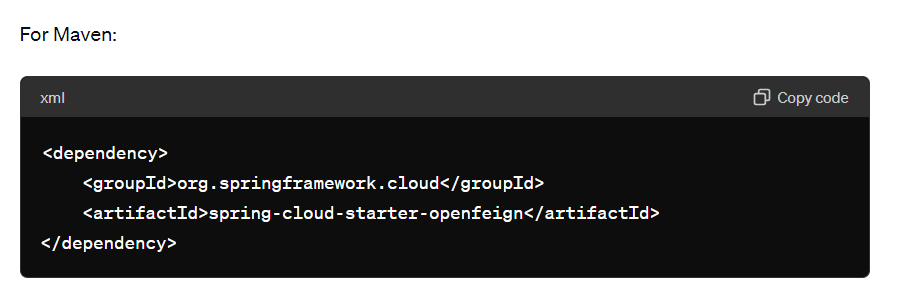 For Maven:
xml
Copy code
<dependency>
    <groupId>org.springframework.cloud</groupId>
    <artifactId>spring-cloud-starter-openfeign</artifactId>
</dependency>